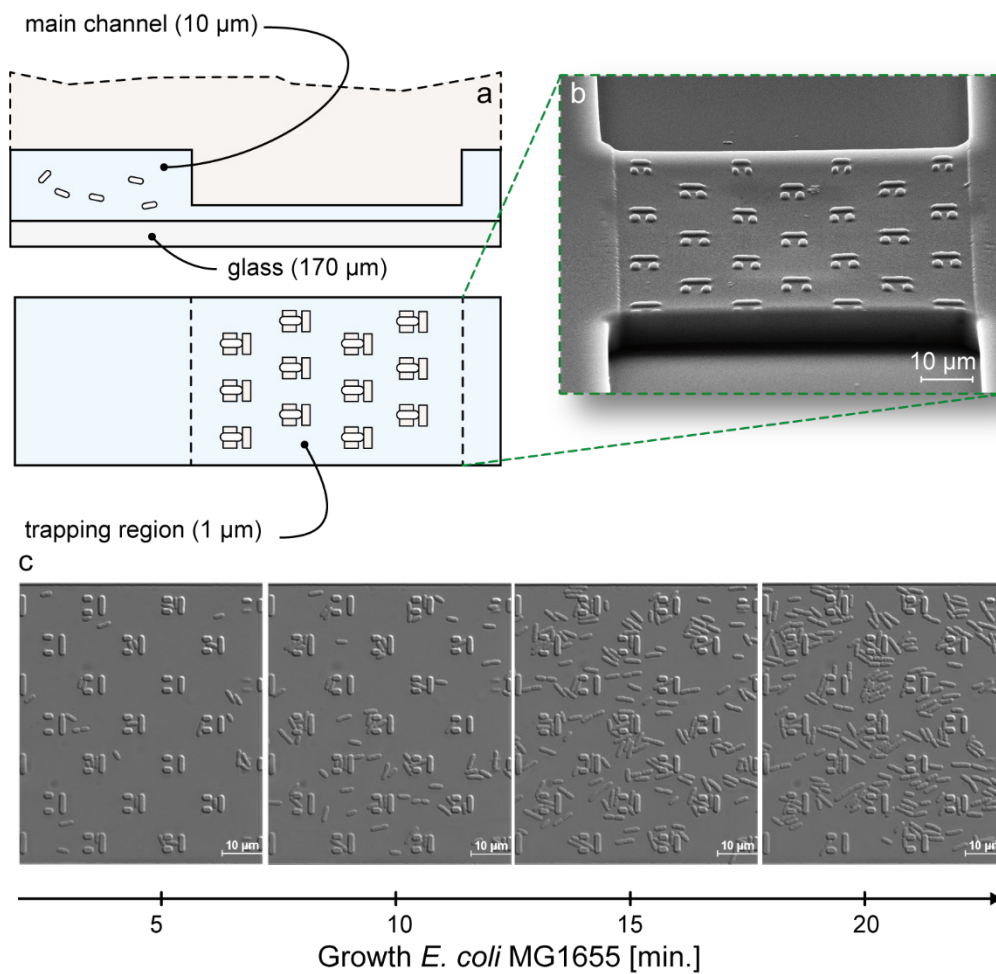 main channel (10 µm)
a
b
glass (170 µm)
10 µm
trapping region (1 µm)
c
10 µm
10 µm
10 µm
10 µm
5
10
15
20
Growth E. coli MG1655 [min.]